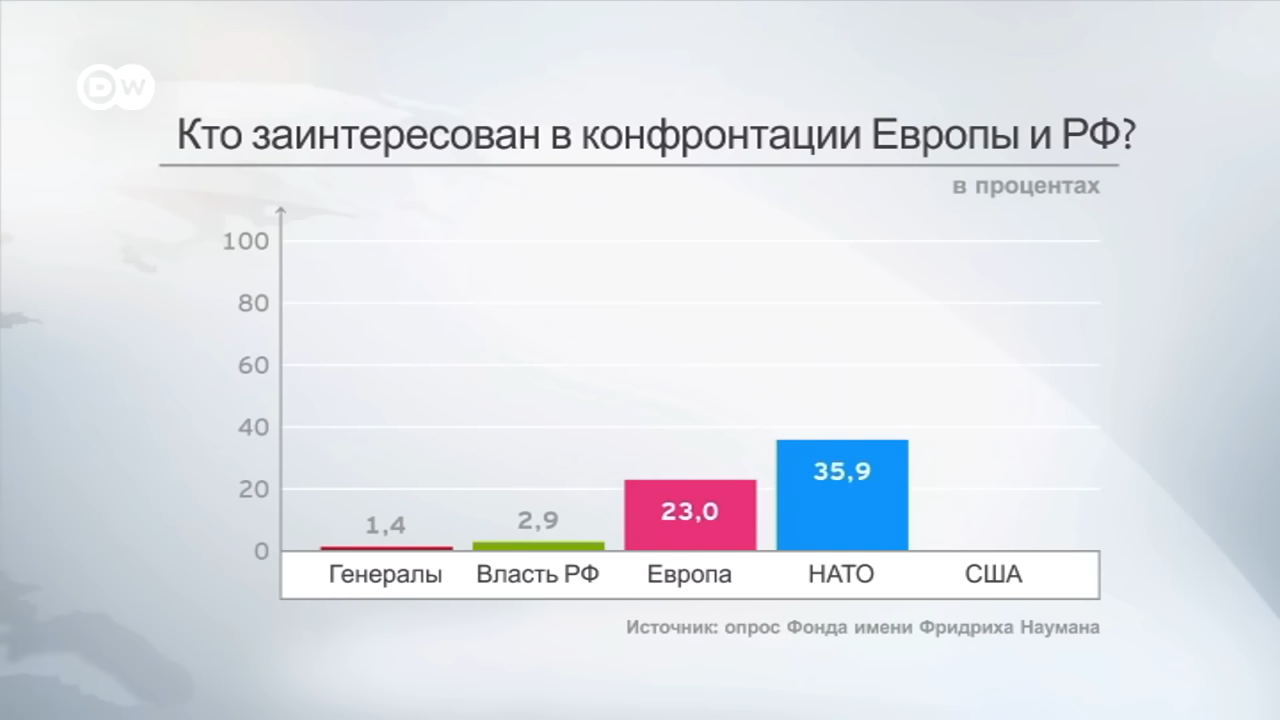 DW
Кто заинтересован в конфронтации Европы и РФ?
в процентах
100
80
60
40
20
0
1,4
2,9
23,0
35,9
Генералы Власть РФ Европа НАТО США
Источник: опрос Фонда имени Фридриха Наумана